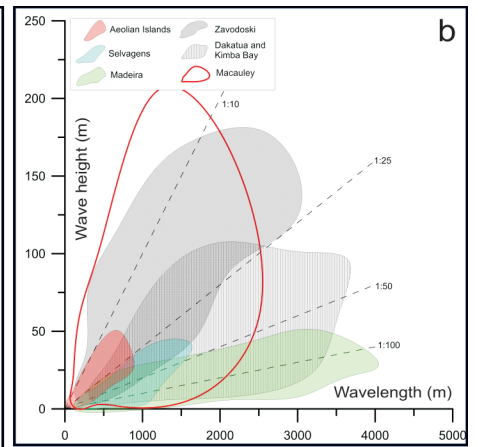 250
b
Aeolian Islands
Zavodoski
Selvagens
Dakatua and
Kimba Bay
Madeira
Macauley
200
1:10
1:25
150
Wave height (m)
100
1:50
50
1:100
Wavelength (m)
0
0 1000 2000 3000 4000 5000